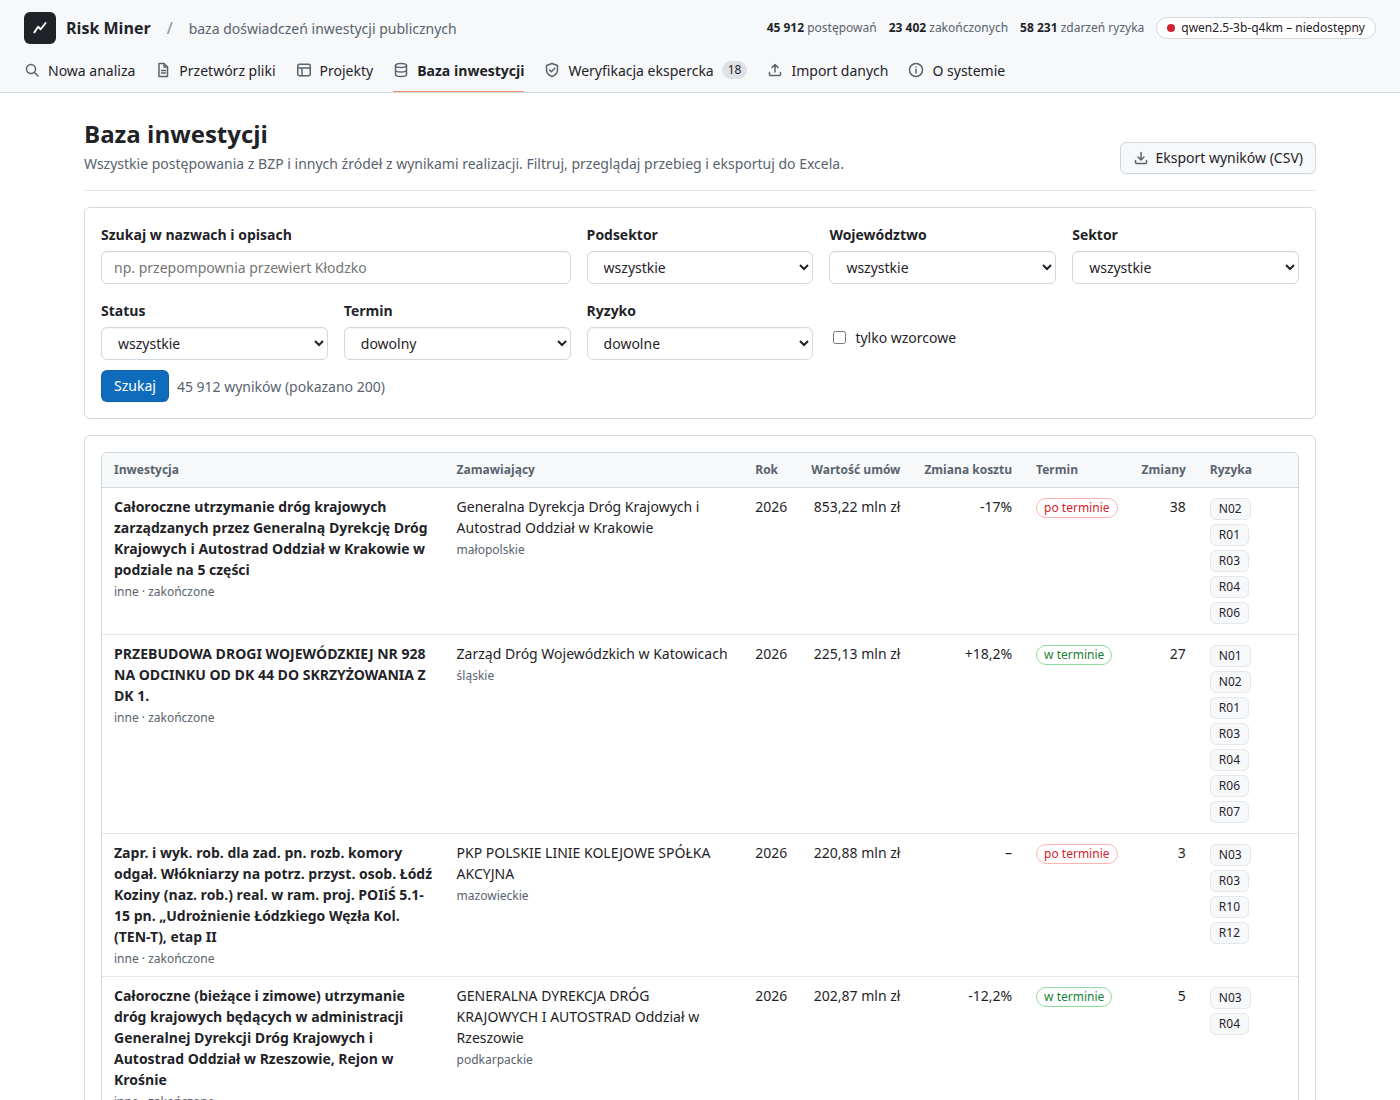 Risk Miner / baza doświadczeń inwestycji publicznych
45 912 postępowań 23 402 zakończonych 58 231 zdarzeń ryzyka qwen2.5-3b-q4km – niedostępny
Nowa analiza Przetwórz pliki Projekty Baza inwestycji Weryfikacja ekspercka 18 Import danych O systemie
Baza inwestycji
Wszystkie postępowania z BZP i innych źródeł z wynikami realizacji. Filtruj, przeglądaj przebieg i eksportuj do Excela.
Eksport wyników (CSV)
Szukaj w nazwach i opisach Podsektor Województwo Sektor
np. przepompownia przewiert Kłodzko wszystkie wszystkie wszystkie
Status Termin Ryzyko
wszystkie dowolny dowolne tylko wzorcowe
Szukaj 45 912 wyników (pokazano 200)
Inwestycja Zamawiający Rok Wartość umów Zmiana kosztu Termin Zmiany Ryzyka
Całoroczne utrzymanie dróg krajowych
zarządzanych przez Generalną Dyrekcję Dróg
Krajowych i Autostrad Oddział w Krakowie w
podziale na 5 części
inne · zakończone
Generalna Dyrekcja Dróg Krajowych i
Autostrad Oddział w Krakowie
małopolskie
2026 853,22 mln zł -17% po terminie 38
N02
R01
R03
R04
R06
PRZEBUDOWA DROGI WOJEWÓDZKIEJ NR 928
NA ODCINKU OD DK 44 DO SKRZYŻOWANIA Z
DK 1.
inne · zakończone
Zarząd Dróg Wojewódzkich w Katowicach
śląskie
2026 225,13 mln zł +18,2% w terminie 27
N01
N02
R01
R03
R04
R06
R07
Zapr. i wyk. rob. dla zad. pn. rozb. komory
odgał. Włókniarzy na potrz. przyst. osob. Łódź
Koziny (naz. rob.) real. w ram. proj. POIiŚ 5.1-
15 pn. „Udrożnienie Łódzkiego Węzła Kol.
(TEN-T), etap II
inne · zakończone
PKP POLSKIE LINIE KOLEJOWE SPÓŁKA
AKCYJNA
mazowieckie
2026 220,88 mln zł – po terminie 3
N03
R03
R10
R12
Całoroczne (bieżące i zimowe) utrzymanie
dróg krajowych będących w administracji
Generalnej Dyrekcji Dróg Krajowych i
Autostrad Oddział w Rzeszowie, Rejon w
Krośnie
inne · zakończone
GENERALNA DYREKCJA DRÓG
KRAJOWYCH I AUTOSTRAD Oddział w
Rzeszowie
podkarpackie
2026 202,87 mln zł -12,2% w terminie 5
N03
R04